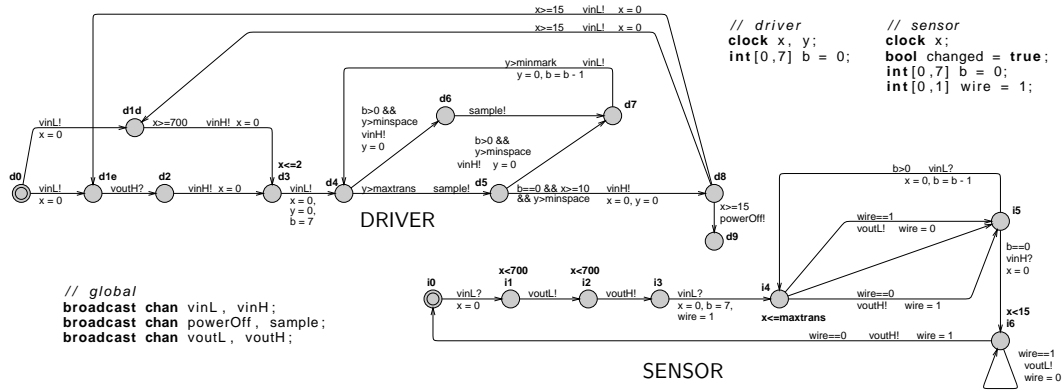 x>=15 vinL! x = 0
x>=15 vinL! x = 0
// driver
clock x, y;
int[0,7] b = 0;
// sensor
clock x;
bool changed = true;
int[0,7] b = 0;
int[0,1] wire = 1;
y>minmark vinL!
y = 0, b = b - 1
d1d
vinL!
x = 0
x>=700 vinH! x = 0
b>0 &&
y>minspace
vinH!
y = 0
d6
sample!
d7
b>0 &&
y>minspace
vinH! y = 0
x<=2
d0
vinL!
x = 0
d1e
voutH?
d2
vinH! x = 0
d3
vinL!
x = 0,
y = 0,
b = 7
d4
y>maxtrans sample!
d5
b==0 && x>=10 vinH!
&& y>minspace x = 0, y = 0
d8
x>=15
powerOff!
d9
DRIVER
b>0 vinL?
x = 0, b = b - 1
wire==1
voutL! wire = 0
i5
b==0
vinH?
x = 0
// global
broadcast chan vinL, vinH;
broadcast chan powerOff, sample;
broadcast chan voutL, voutH;
i0
vinL?
x = 0
x<700
i1
voutL!
x<700
i2
voutH!
i3
vinL?
x = 0, b = 7,
wire = 1
i4
x<=maxtrans
wire==0
voutH! wire = 1
x<15
i6
wire==0 voutH! wire = 1
wire==1
voutL!
wire = 0
SENSOR